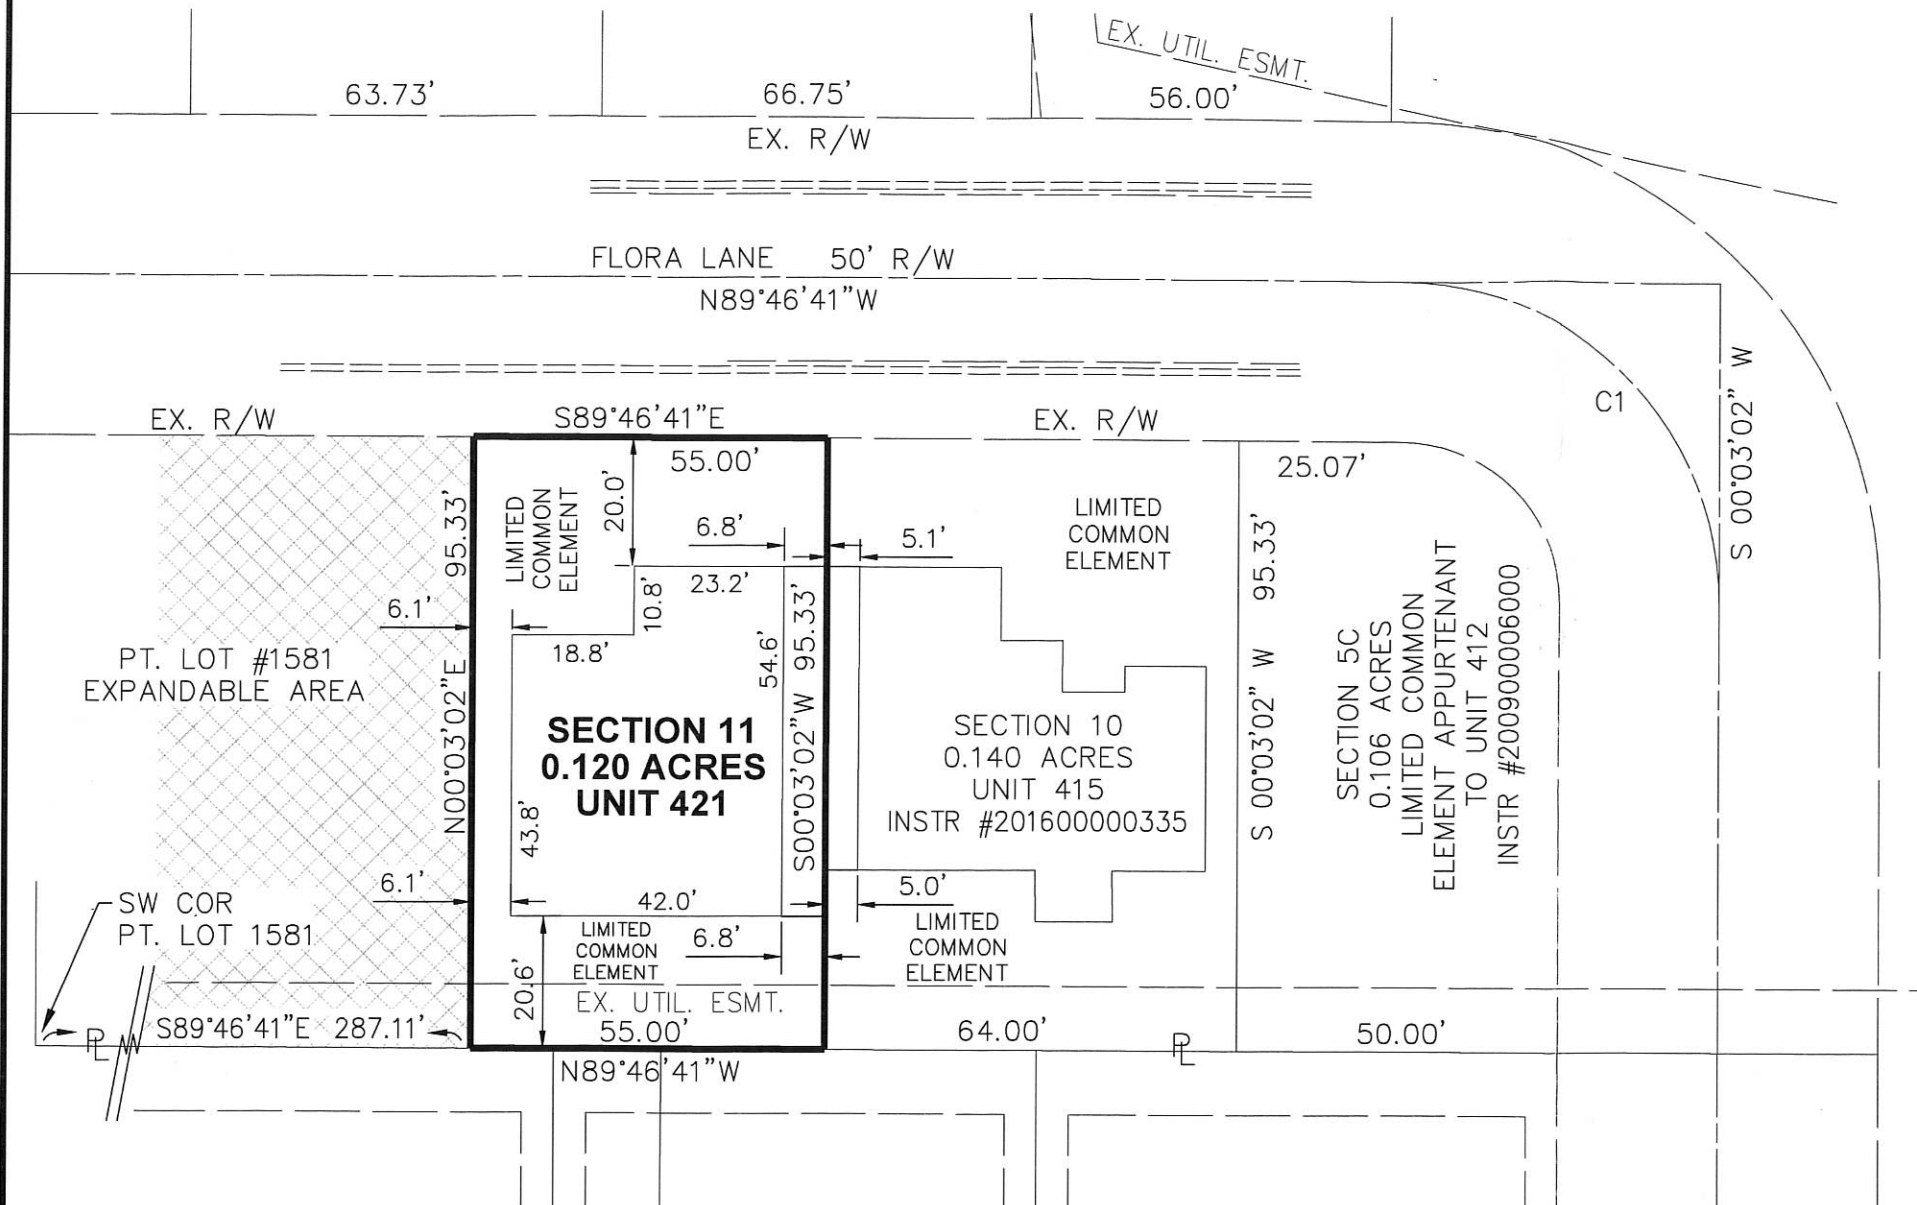 EX. UTIL. ESMT.
63.73'
66.75'
56.00'
EX. R/W
FLORA LANE 50' R/W
N89°46'41"W
C1
S 00°03'02" W
EX. R/W
S89°46'41"E
EX. R/W
55.00'
25.07'
LIMITED
COMMON
ELEMENT
20.0'
6.8'
5.1'
LIMITED
COMMON
ELEMENT
95.33'
N00°03'02"E
6.1'
23.2'
10.8'
18.8'
54.6'
S00°03'02"W 95.33'
S 00°03'02" W 95.33'
PT. LOT #1581
EXPANDABLE AREA
SECTION 11
0.120 ACRES
UNIT 421
43.8'
SECTION 10
0.140 ACRES
UNIT 415
INSTR #201600000335
SECTION 5C
0.106 ACRES
LIMITED COMMON
ELEMENT APPURTENANT
TO UNIT 412
INSTR #200900006000
6.1'
42.0'
5.0'
SW COR
PT. LOT 1581
LIMITED
COMMON
ELEMENT
6.8'
LIMITED
COMMON
ELEMENT
20.6'
EX. UTIL. ESMT.
PL
S89°46'41"E 287.11'
55.00'
64.00'
PL
50.00'
N89°46'41"W